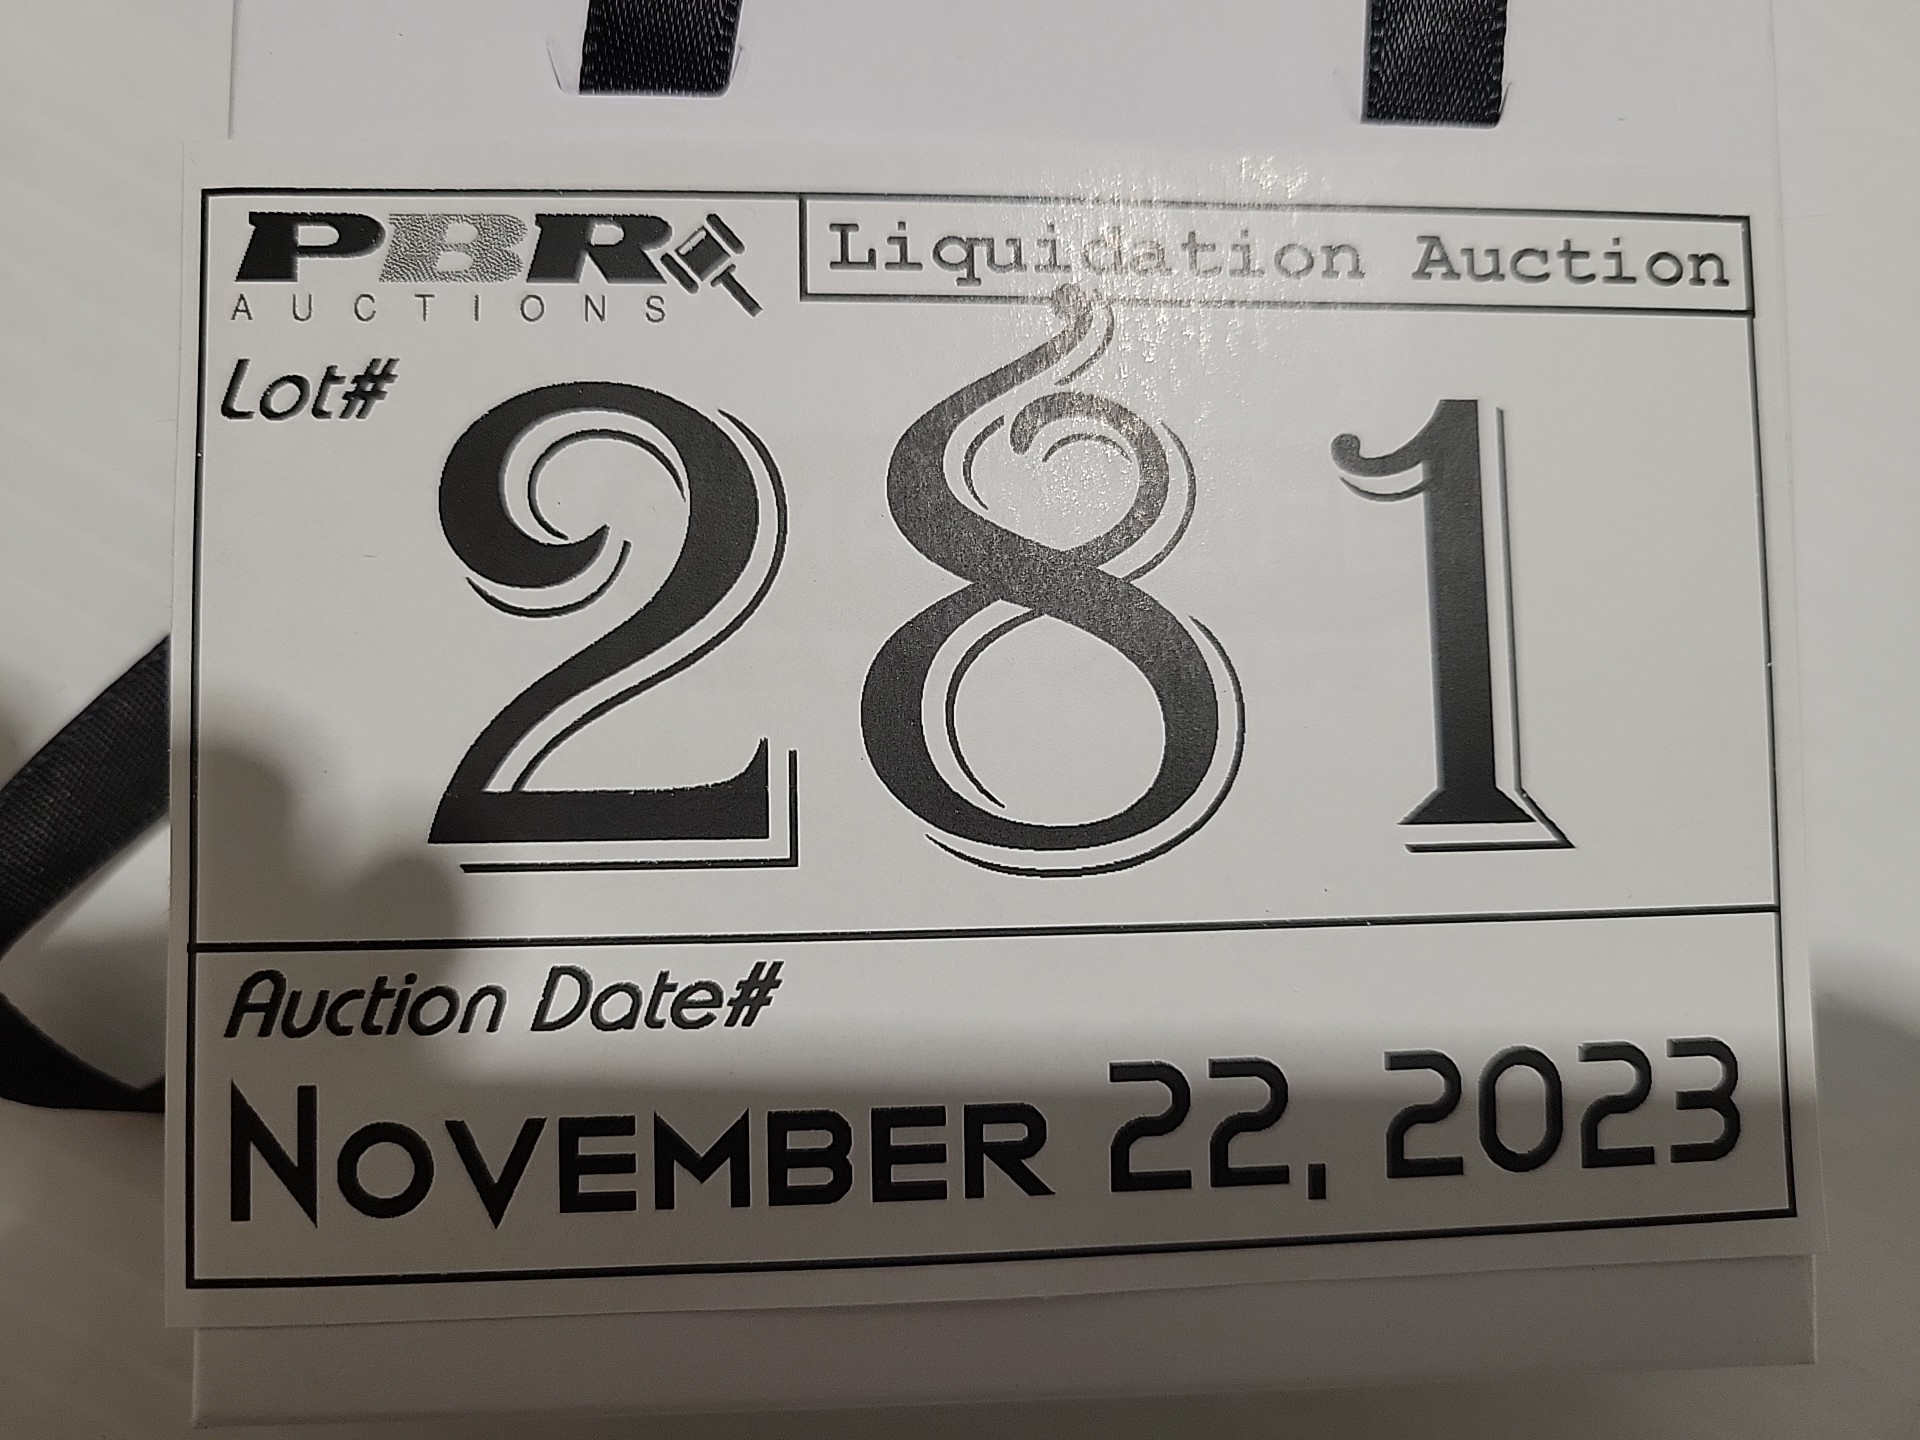 PBR
AUCTIONS
Liquidation Auction
Lot#
281
Auction Date#
NOVEMBER 22, 2023